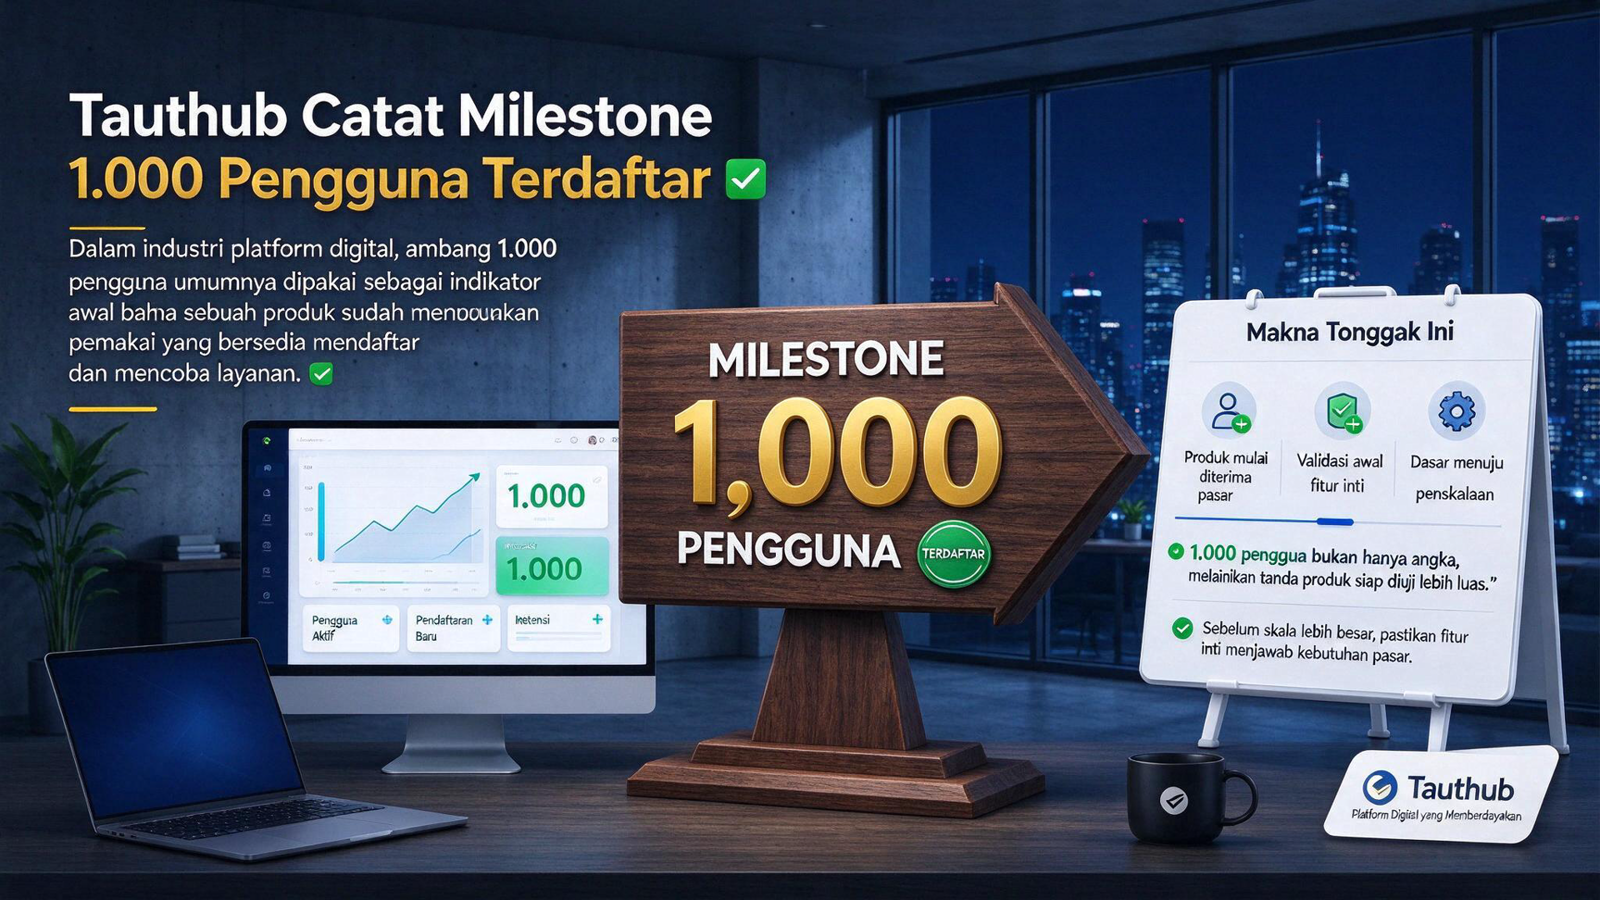 Tauthub Catat Milestone
1.000 Pengguna Terdaftar
Dalam industri platform digital, ambang 1.000
pengguna umumnya dipakai sebagai indikator
awal sebuah produk sudah
pemakai yang bersedia mendaftar
dan mencoba layanan.
1.000
1.000
Pengguna
Aktif
Pendaftaran
Baru
MILESTONE
1,000
PENGGUNA
TERDAFTAR
Makna Tonggak Ini
Produk mulai
diterima
pasar
Validasi awal
fitur inti
Dasar menuju
penskalaan
1.000 penggua bukan hanya angka,
melainikan tanda produk siap diuji lebih luas.”
Sebelum skala lebih besar, pastikan fitur
inti menjawab kebutuhan pasar.
Tauthub
Platform Digital yang Memberdayakan